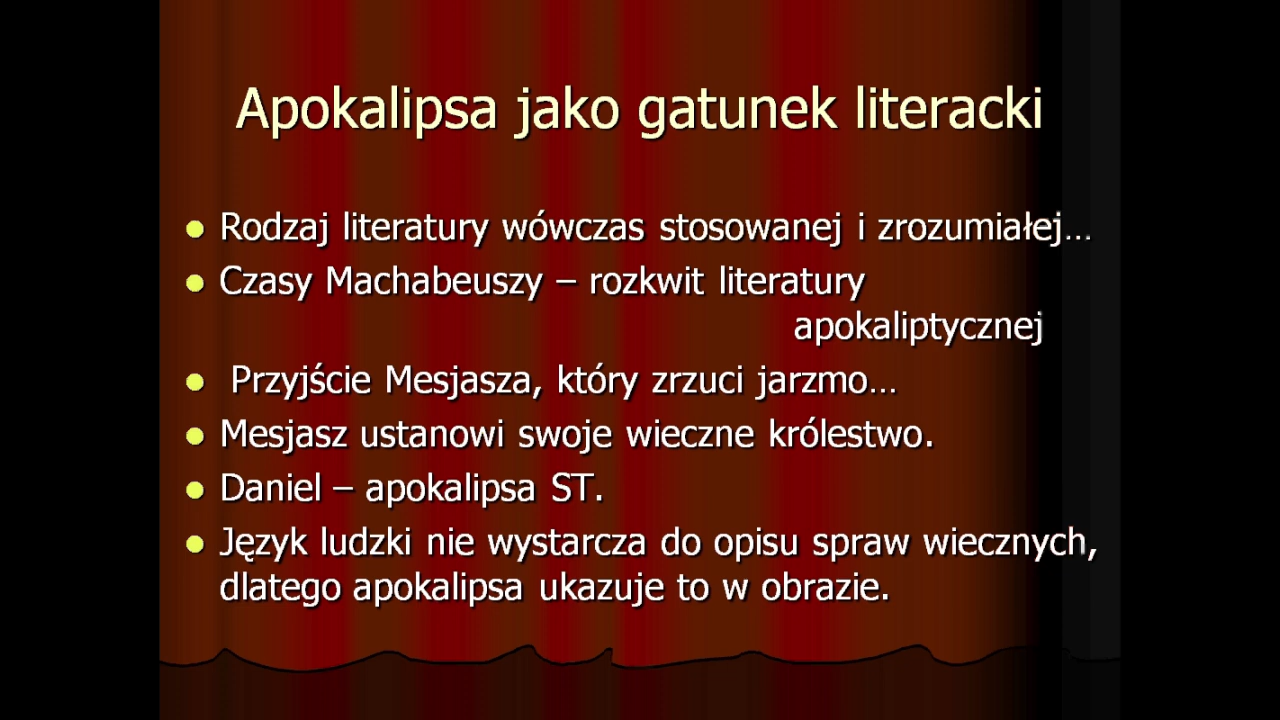 Apokalipsa jako gatunek literacki
Rodzaj literatury wówczas stosowanej i zrozumiałej...
Czasy Machabeuszy – rozkwit literatury
apokaliptycznej
Przyjście Mesjasza, który zrzuci jarzmo...
Mesjasz ustanowi swoje wieczne królestwo.
Daniel – apokalipsa ST.
Język ludzki nie wystarcza do opisu spraw wiecznych,
dlatego apokalipsa ukazuje to w obrazie.